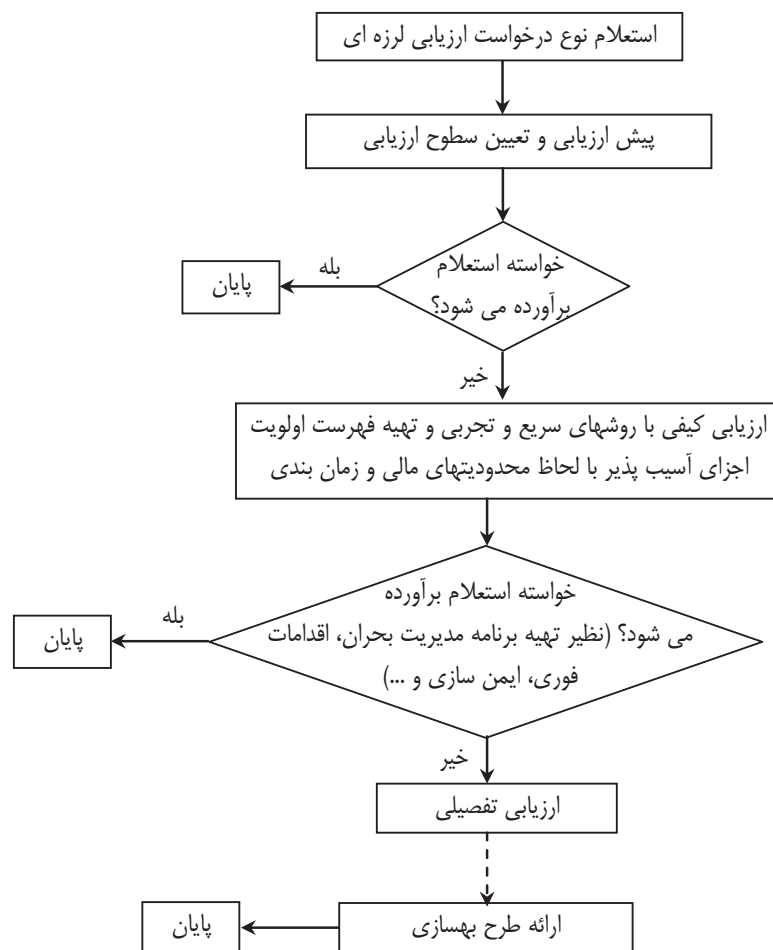 استعلام نوع درخواست ارزیابی لرزه ای
پیش ارزیابی و تعیین سطوح ارزیابی
خواسته استعلام
برآورده می شود؟
بله
پایان
خیر
ارزیابی کیفی با روشهای سریع و تجربی و تهیه فهرست اولویت
اجزای آسیب پذیر با لحاظ محدودیتهای مالی و زمان بندی
خواسته استعلام برآورده
می شود؟ (نظیر تهیه برنامه مدیریت بحران، اقدامات
فوری، ایمن سازی و ...)
بله
پایان
خیر
ارزیابی تفصیلی
ارائه طرح بهسازی
پایان